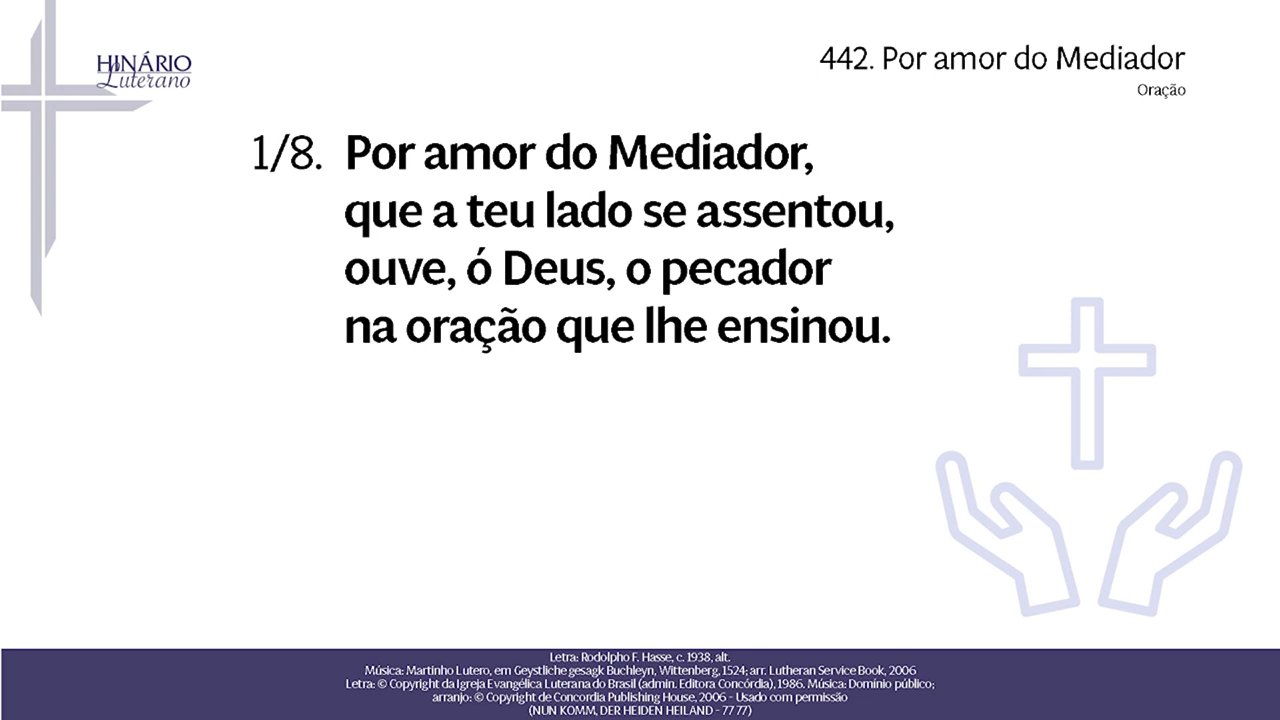 HINÁRIO
Luterano
442. Por amor do Mediador
Oração
1/8. Por amor do Mediador,
que a teu lado se assentou,
ouve, ó Deus, o pecador
na oração que lhe ensinou.
Letra: Rodolpho F. Hasse, c. 1938, alt.
Música: Martinho Lutero, em Geystliche gesagk Buchleyn, Wittenberg, 1524; arr. Lutheran Service Book, 2006
Letra: © Copyright da Igreja Evangélica Luterana do Brasil (admin. Editora Concórdia), 1986. Música: Domínio público;
arranjo: © Copyright de Concordia Publishing House, 2006 - Usado com permissão
(NUN KOMM, DER HEIDEN HEILAND - 77 77)